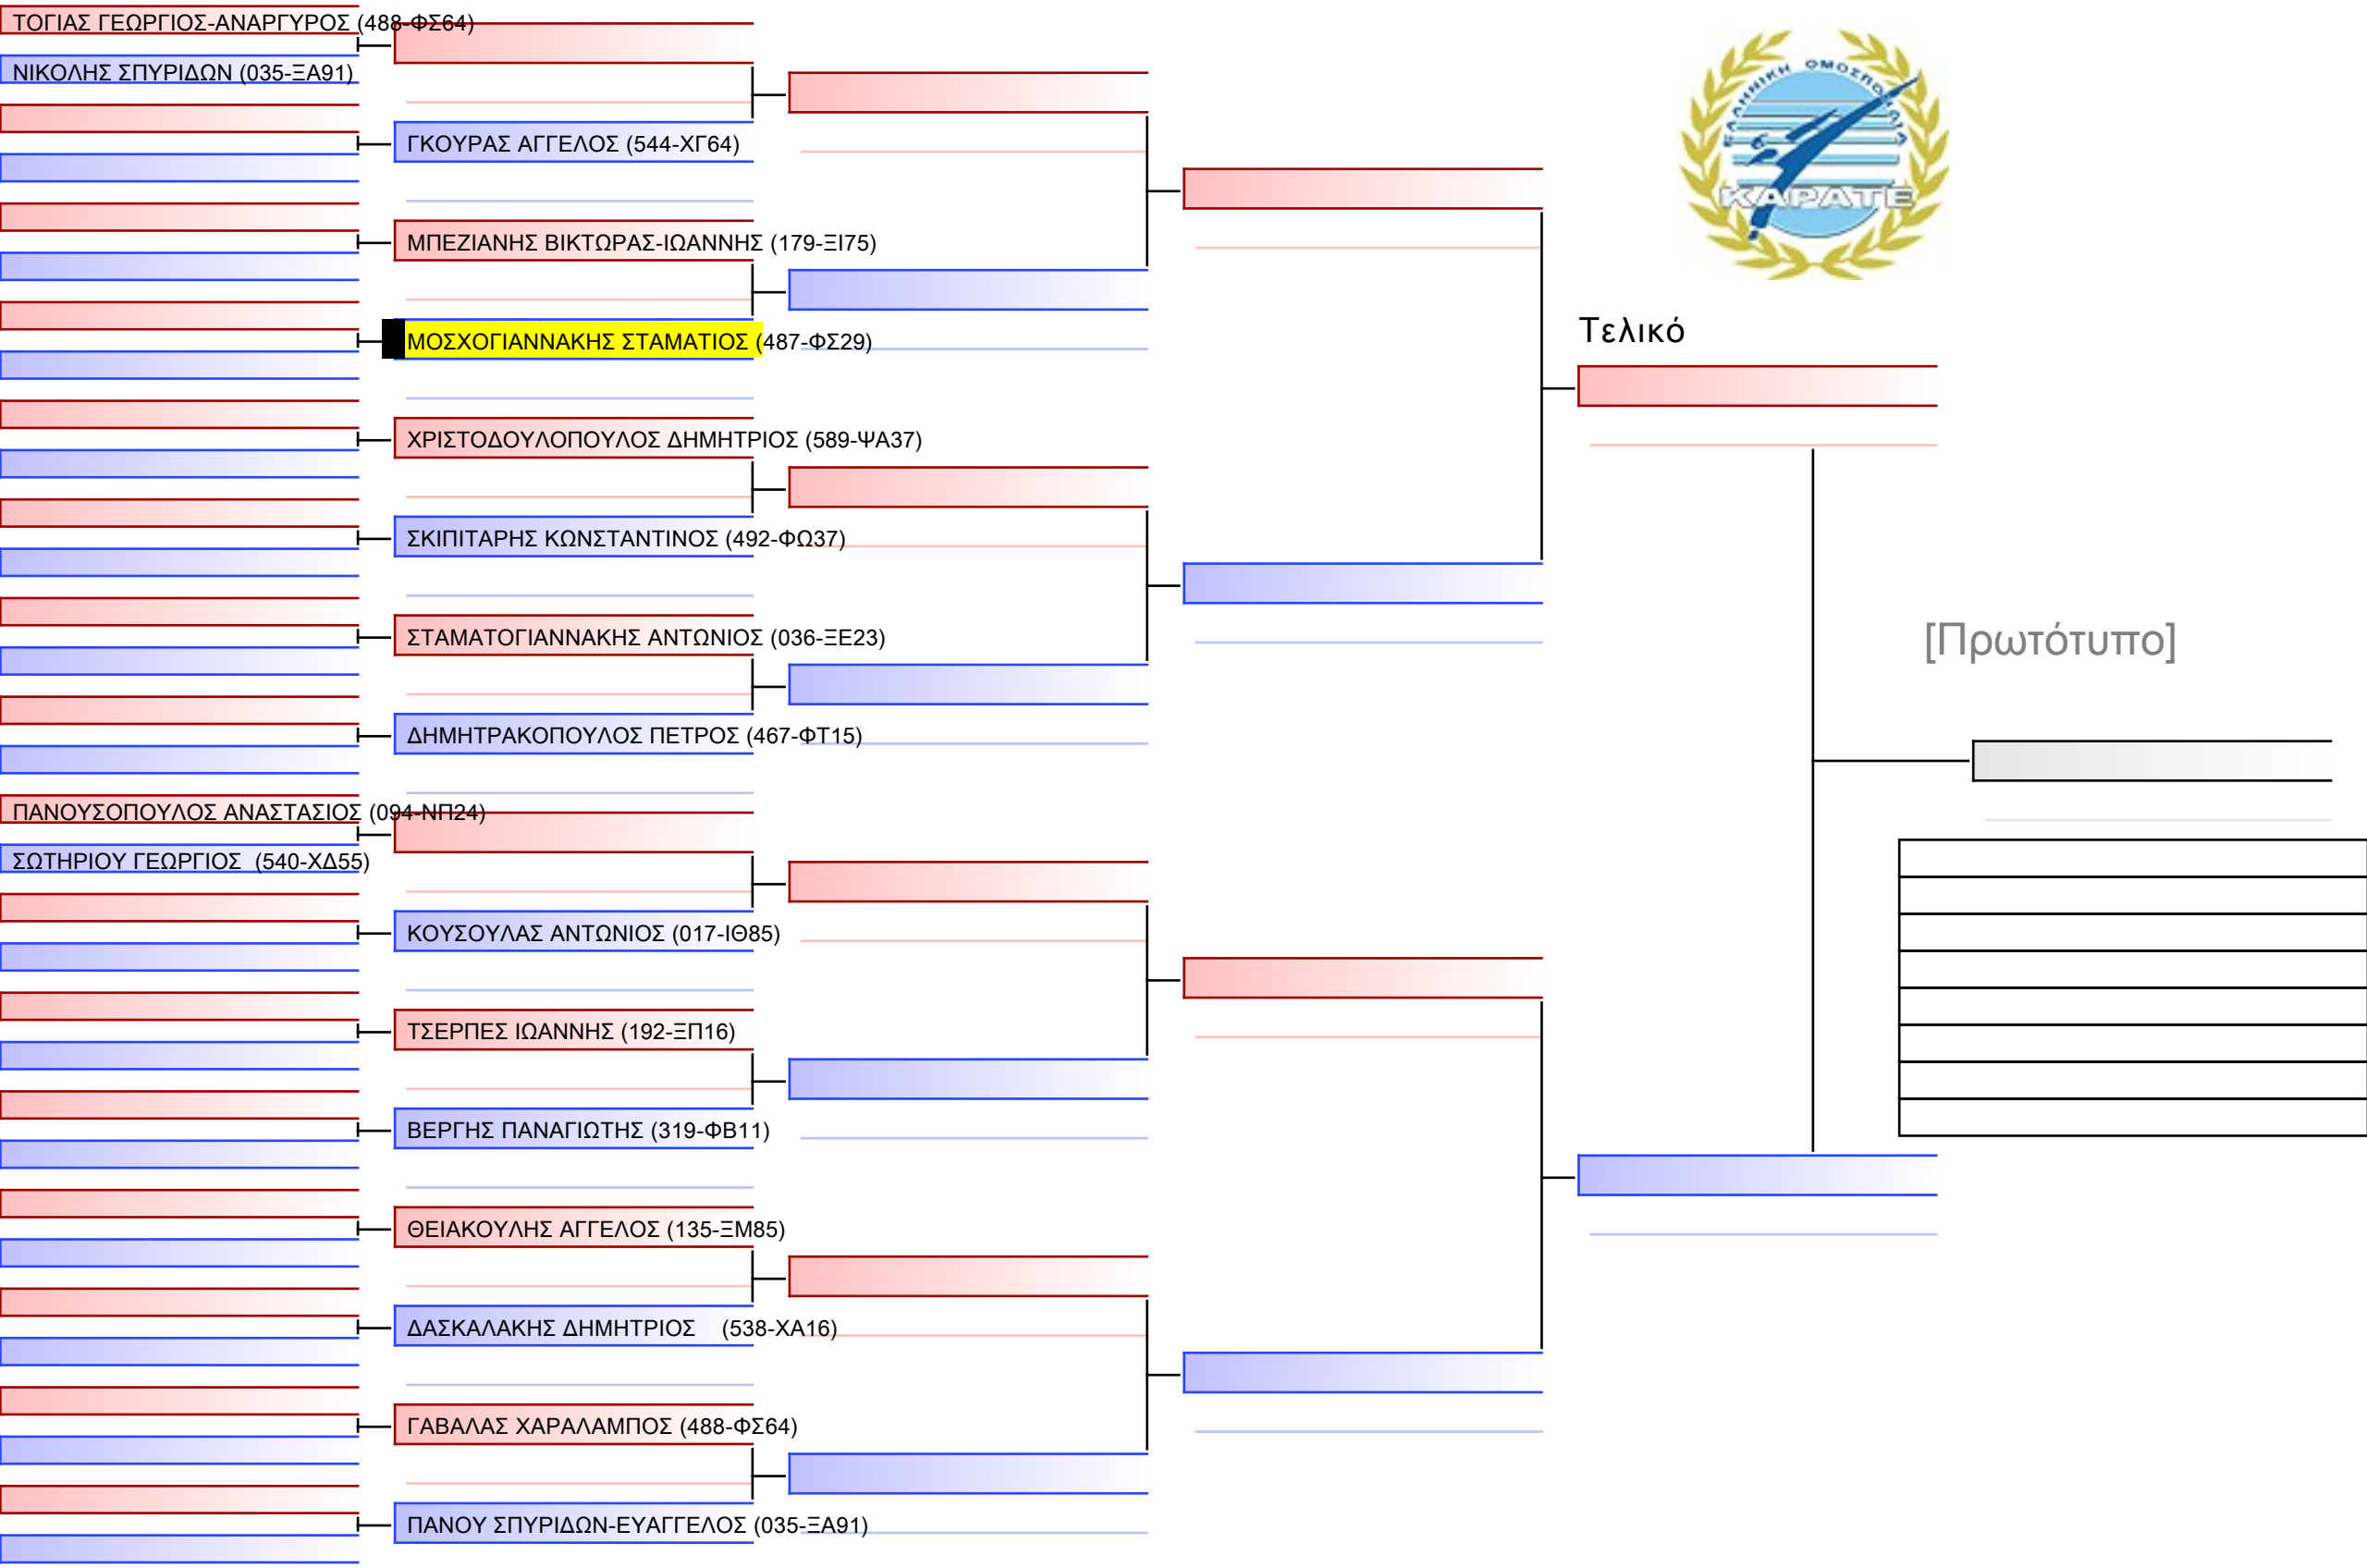 ΤΟΓΙΑΣ ΓΕΩΡΓΙΟΣ-ΑΝΑΡΓΥΡΟΣ (488-ΦΣ64)
ΝΙΚΟΛΗΣ ΣΠΥΡΙΔΩΝ (035-ΞΑ91)
ΓΚΟΥΡΑΣ ΑΓΓΕΛΟΣ (544-ΧΓ64)
ΜΠΕΖΙΑΝΗΣ ΒΙΚΤΩΡΑΣ-ΙΩΑΝΝΗΣ (179-ΞΙ75)
ΜΟΣΧΟΓΙΑΝΝΑΚΗΣ ΣΤΑΜΑΤΙΟΣ (487-ΦΣ29)
ΧΡΙΣΤΟΔΟΥΛΟΠΟΥΛΟΣ ΔΗΜΗΤΡΙΟΣ (589-ΨΑ37)
ΣΚΙΠΙΤΑΡΗΣ ΚΩΝΣΤΑΝΤΙΝΟΣ (492-ΦΩ37)
ΣΤΑΜΑΤΟΓΙΑΝΝΑΚΗΣ ΑΝΤΩΝΙΟΣ (036-ΞΕ23)
ΔΗΜΗΤΡΑΚΟΠΟΥΛΟΣ ΠΕΤΡΟΣ (467-ΦΤ15)
ΠΑΝΟΥΣΟΠΟΥΛΟΣ ΑΝΑΣΤΑΣΙΟΣ (094-ΝΠ24)
ΣΩΤΗΡΙΟΥ ΓΕΩΡΓΙΟΣ (540-ΧΔ55)
ΚΟΥΣΟΥΛΑΣ ΑΝΤΩΝΙΟΣ (017-ΙΘ85)
ΤΣΕΡΠΕΣ ΙΩΑΝΝΗΣ (192-ΞΠ16)
ΒΕΡΓΗΣ ΠΑΝΑΓΙΩΤΗΣ (319-ΦΒ11)
ΘΕΙΑΚΟΥΛΗΣ ΑΓΓΕΛΟΣ (135-ΞΜ85)
ΔΑΣΚΑΛΑΚΗΣ ΔΗΜΗΤΡΙΟΣ (538-ΧΑ16)
ΓΑΒΑΛΑΣ ΧΑΡΑΛΑΜΠΟΣ (488-ΦΣ64)
ΠΑΝΟΥ ΣΠΥΡΙΔΩΝ-ΕΥΑΓΓΕΛΟΣ (035-ΞΑ91)
ΕΛΛΗΝΙΚΗ ΟΜΟΣΠΟΝΔΙΑ
ΚΑΡΑΤΕ
Τελικό
[Πρωτότυπο]